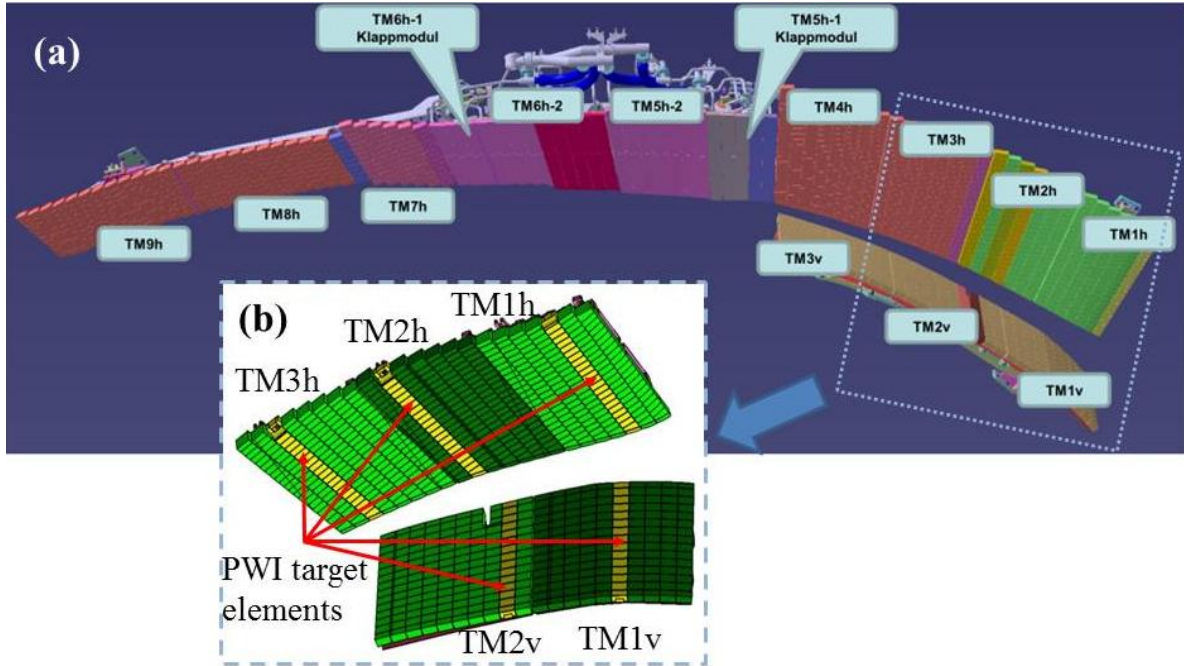 (a)
TM6h-1
Klappmodul
TM5h-1
Klappmodul
TM6h-2
TM5h-2
TM4h
TM3h
TM2h
TM1h
TM9h
TM8h
TM7h
TM3v
TM2v
TM1v
(b)
TM1h
TM2h
TM3h
PWI target
elements
TM2v
TM1v